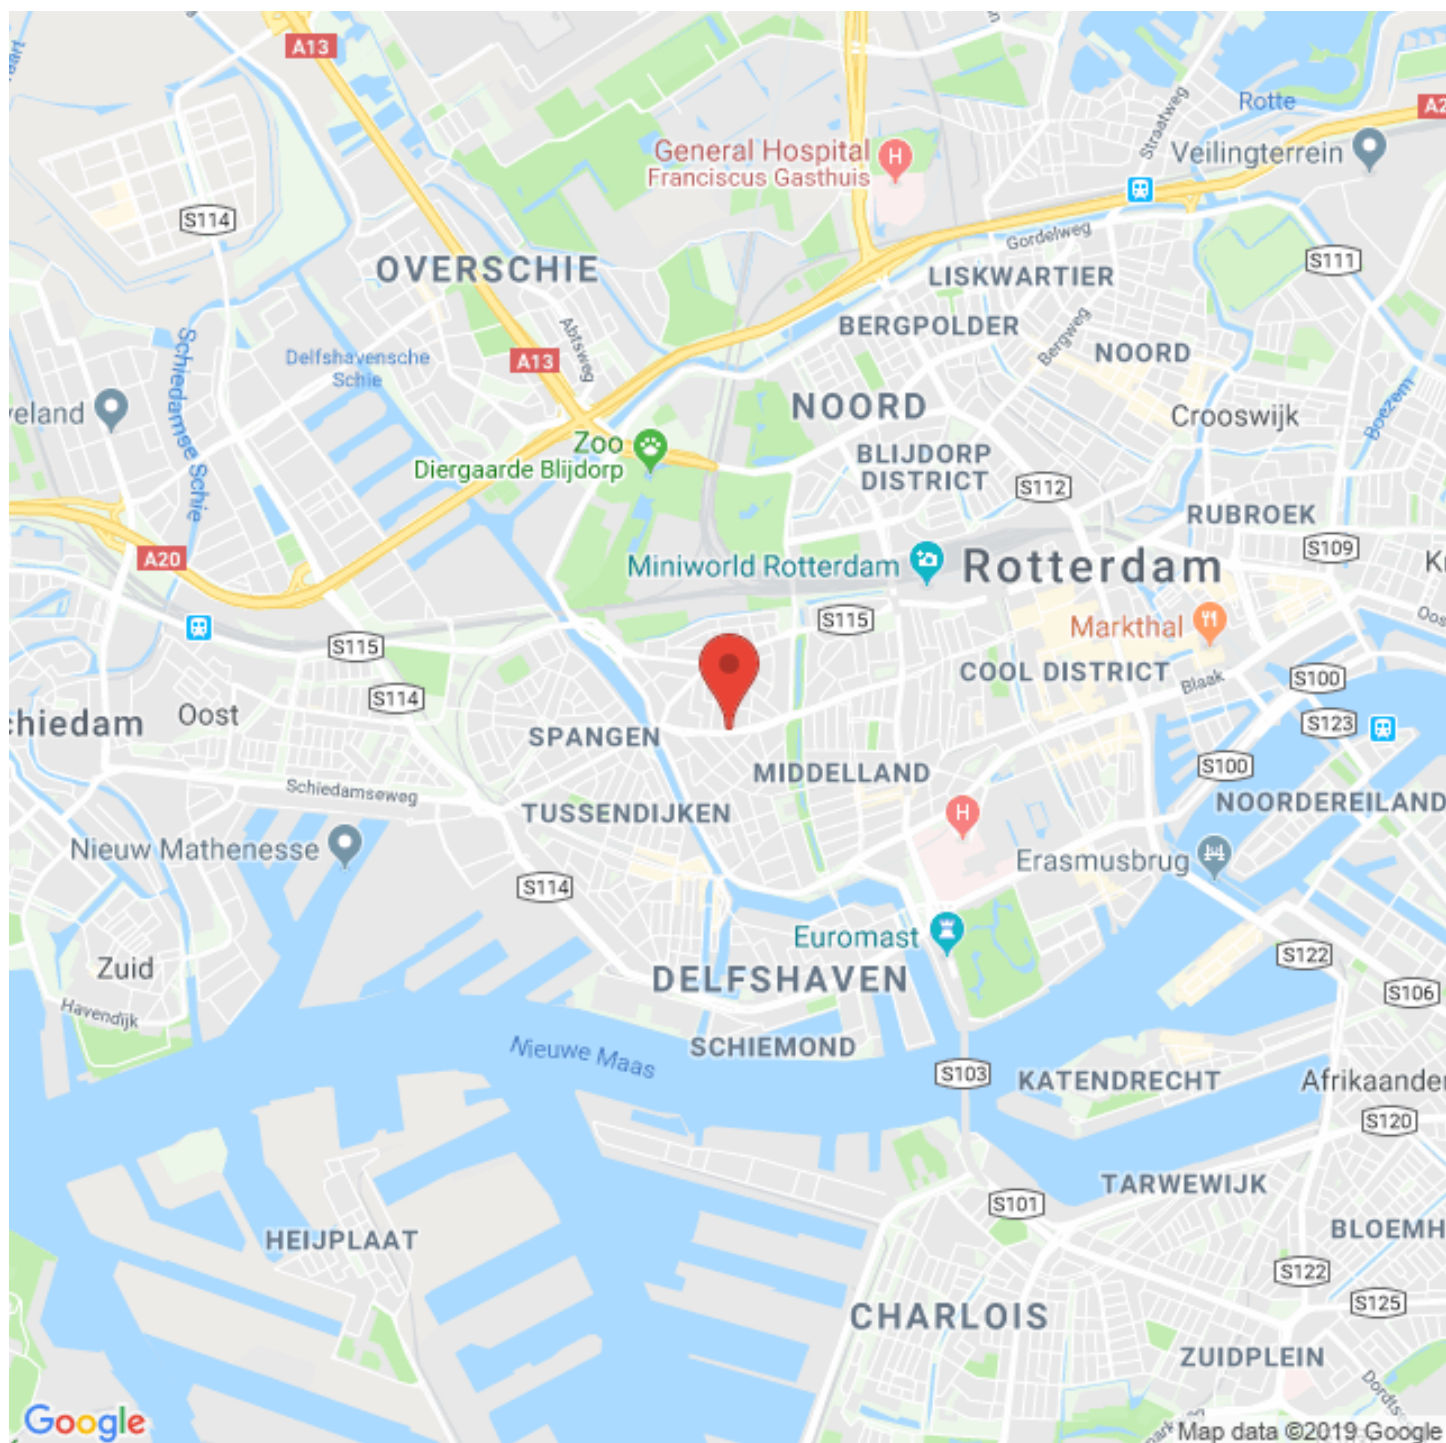 A13
Rotte
A2
Straatweg
General Hospital
Franciscus Gasthuis
H
Veilingterrein
S114
Gordelweg
S111
OVERSCHIE
LISKWARTIER
BERGPOLDER
Abtsweg
Bergweg
NOORD
Schiedamse Schie
Delfshavensche
Schie
A13
eland
NOORD
Crooswijk
Boezem
Zoo
Diergaarde Blijdorp
BLIJDORP
DISTRICT
S112
RUBROEK
S109
A20
Miniworld Rotterdam
Rotterdam
Kr
S115
Markthal
Oos
S115
COOL DISTRICT
Blaak
S100
S114
chiedam
Oost
SPANGEN
S123
MIDDELLAND
S100
Schiedamseweg
TUSSENDIJKEN
H
NOORDEREILAND
Nieuw Mathenesse
Erasmusbrug
S114
Euromast
Zuid
DELFSHAVEN
S122
S106
Havendijk
Nieuwe Maas
SCHIEMOND
S103
KATENDRECHT
Afrikaander
S120
TARWEWIJK
S101
HEIJPLAAT
BLOEMH
S122
S125
CHARLOIS
ZUIDPLEIN
Dordts
Google
park
Map data ©2019 Google